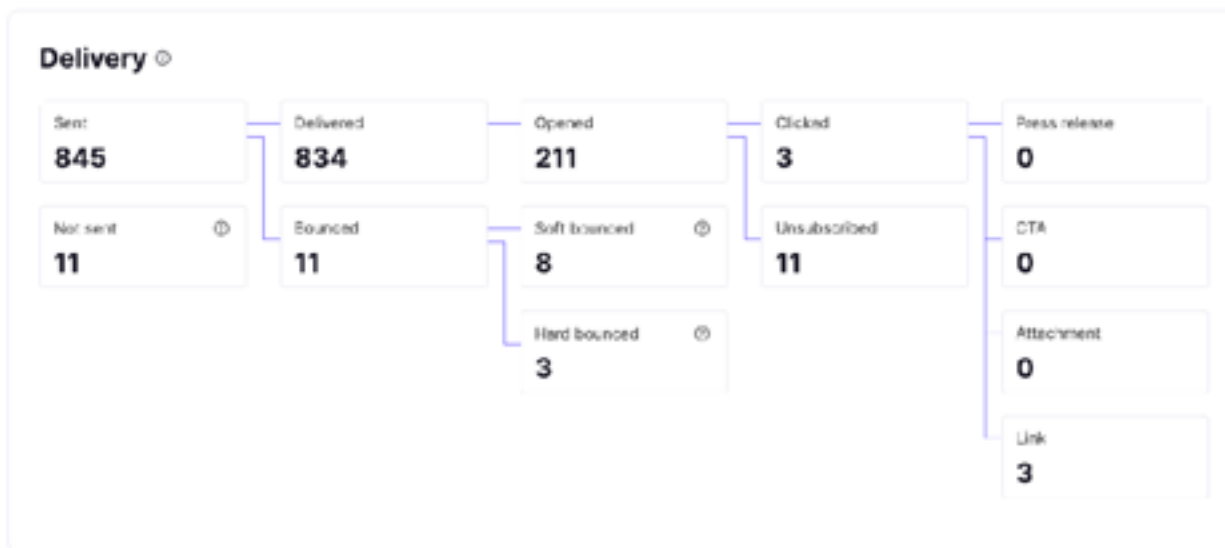 Delivery
Sent
845
Delivered
834
Opened
211
Clicked
3
Press release
0
Not sent
11
Bounced
11
Soft bounced
8
Unsubscribed
11
CTA
0
Hard bounced
3
Attachment
0
Link
3